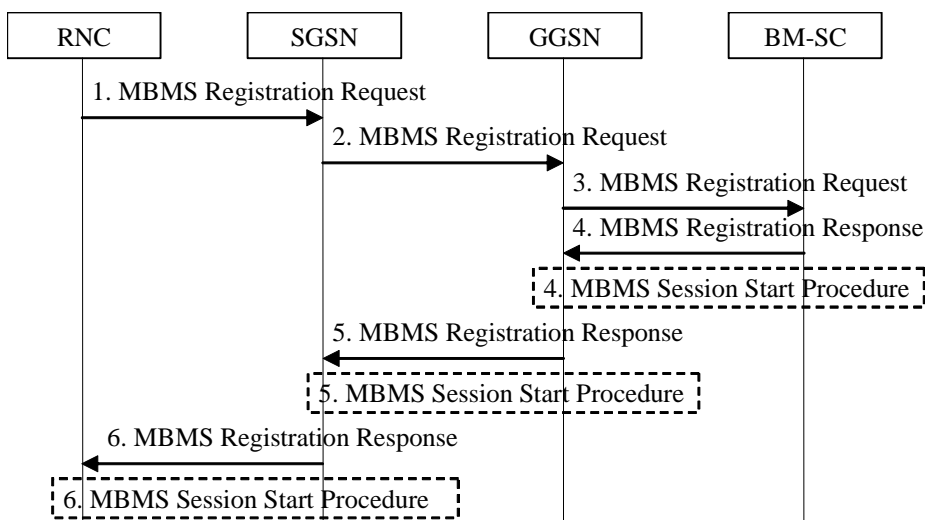 RNC
SGSN
GGSN
BM-SC
1. MBMS Registration Request
2. MBMS Registration Request
3. MBMS Registration Request
4. MBMS Registration Response
4. MBMS Session Start Procedure
5. MBMS Registration Response
5. MBMS Session Start Procedure
6. MBMS Registration Response
6. MBMS Session Start Procedure